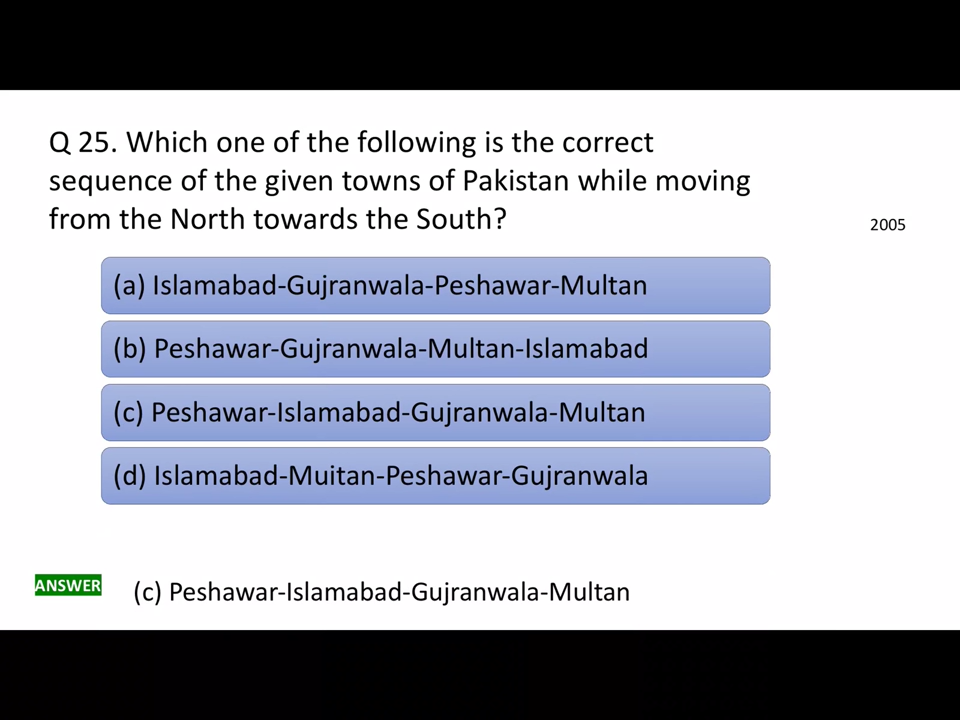 Q 25. Which one of the following is the correct
sequence of the given towns of Pakistan while moving
from the North towards the South?
2005
(a) Islamabad-Gujranwala-Peshawar-Multan
(b) Peshawar-Gujranwala-Multan-Islamabad
(c) Peshawar-Islamabad-Gujranwala-Multan
(d) Islamabad-Muitan-Peshawar-Gujranwala
ANSWER
(c) Peshawar-Islamabad-Gujranwala-Multan